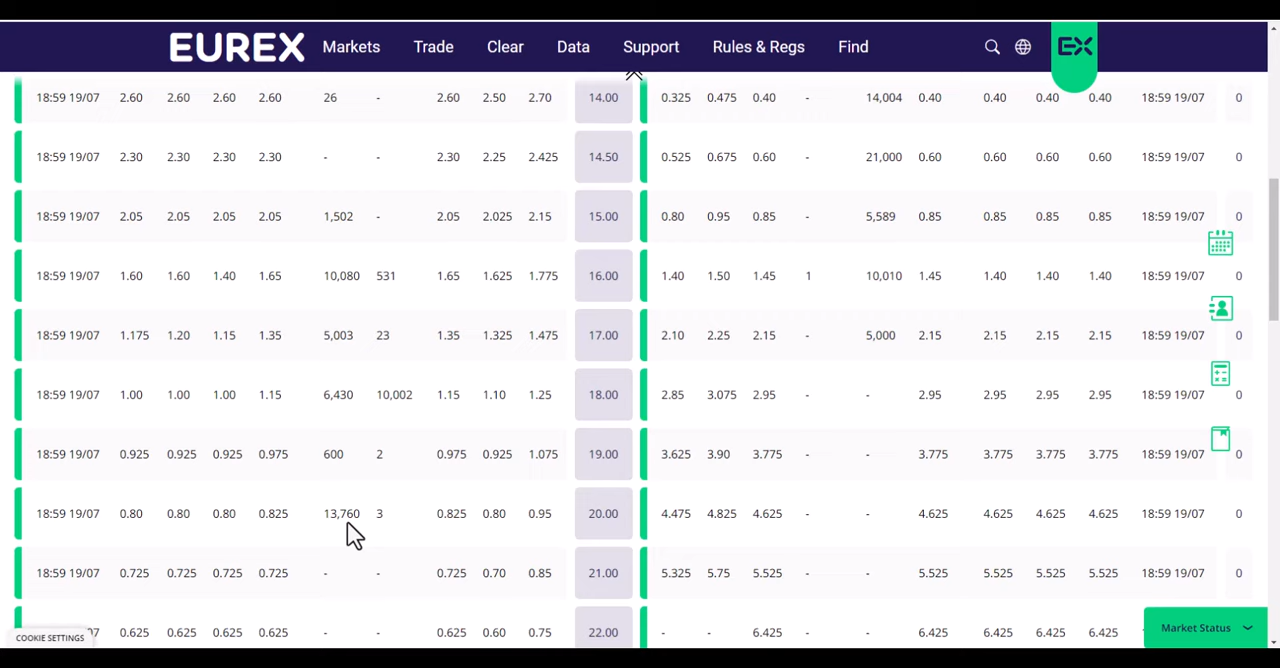 EUREX Markets Trade Clear Data Support Rules & Regs Find EX
18:59 19/07 2.60 2.60 2.60 2.60 26 - 2.60 2.50 2.70 14.00 0.325 0.475 0.40 - 14,004 0.40 0.40 0.40 0.40 18:59 19/07 0
18:59 19/07 2.30 2.30 2.30 2.30 - - 2.30 2.25 2.425 14.50 0.525 0.675 0.60 - 21,000 0.60 0.60 0.60 0.60 18:59 19/07 0
18:59 19/07 2.05 2.05 2.05 2.05 1,502 - 2.05 2.025 2.15 15.00 0.80 0.95 0.85 - 5,589 0.85 0.85 0.85 0.85 18:59 19/07 0
18:59 19/07 1.60 1.60 1.40 1.65 10,080 531 1.65 1.625 1.775 16.00 1.40 1.50 1.45 1 10,010 1.45 1.40 1.40 1.40 18:59 19/07 0
18:59 19/07 1.175 1.20 1.15 1.35 5,003 23 1.35 1.325 1.475 17.00 2.10 2.25 2.15 - 5,000 2.15 2.15 2.15 2.15 18:59 19/07 0
18:59 19/07 1.00 1.00 1.00 1.15 6,430 10,002 1.15 1.10 1.25 18.00 2.85 3.075 2.95 - - 2.95 2.95 2.95 2.95 18:59 19/07 0
18:59 19/07 0.925 0.925 0.925 0.975 600 2 0.975 0.925 1.075 19.00 3.625 3.90 3.775 - - 3.775 3.775 3.775 3.775 18:59 19/07 0
18:59 19/07 0.80 0.80 0.80 0.825 13,760 3 0.825 0.80 0.95 20.00 4.475 4.825 4.625 - - 4.625 4.625 4.625 4.625 18:59 19/07 0
18:59 19/07 0.725 0.725 0.725 0.725 - - 0.725 0.70 0.85 21.00 5.325 5.75 5.525 - - 5.525 5.525 5.525 5.525 18:59 19/07 0
07 0.625 0.625 0.625 0.625 - - 0.625 0.60 0.75 22.00 - - 6.425 - - 6.425 6.425 6.425 6.425
COOKIE SETTINGS
Market Status